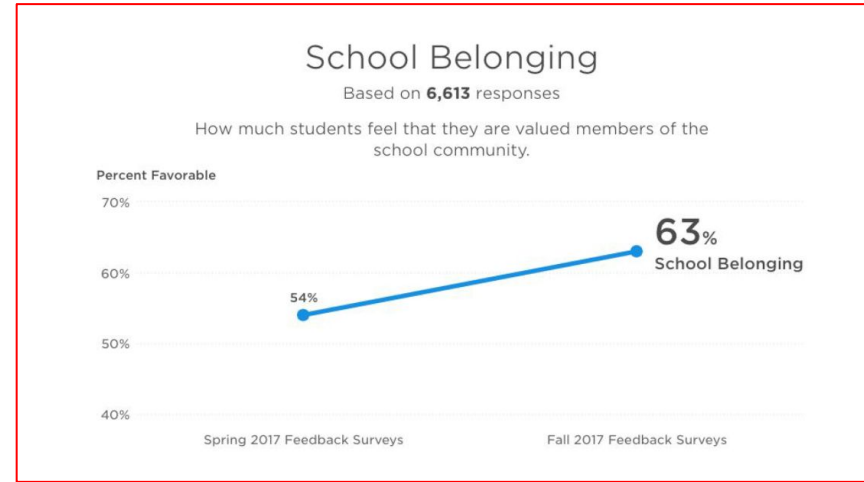 School Belonging
Based on 6,613 responses
How much students feel that they are valued members of the
school community.
Percent Favorable
70%
63%
School Belonging
60%
54%
50%
40%
Spring 2017 Feedback Surveys
Fall 2017 Feedback Surveys